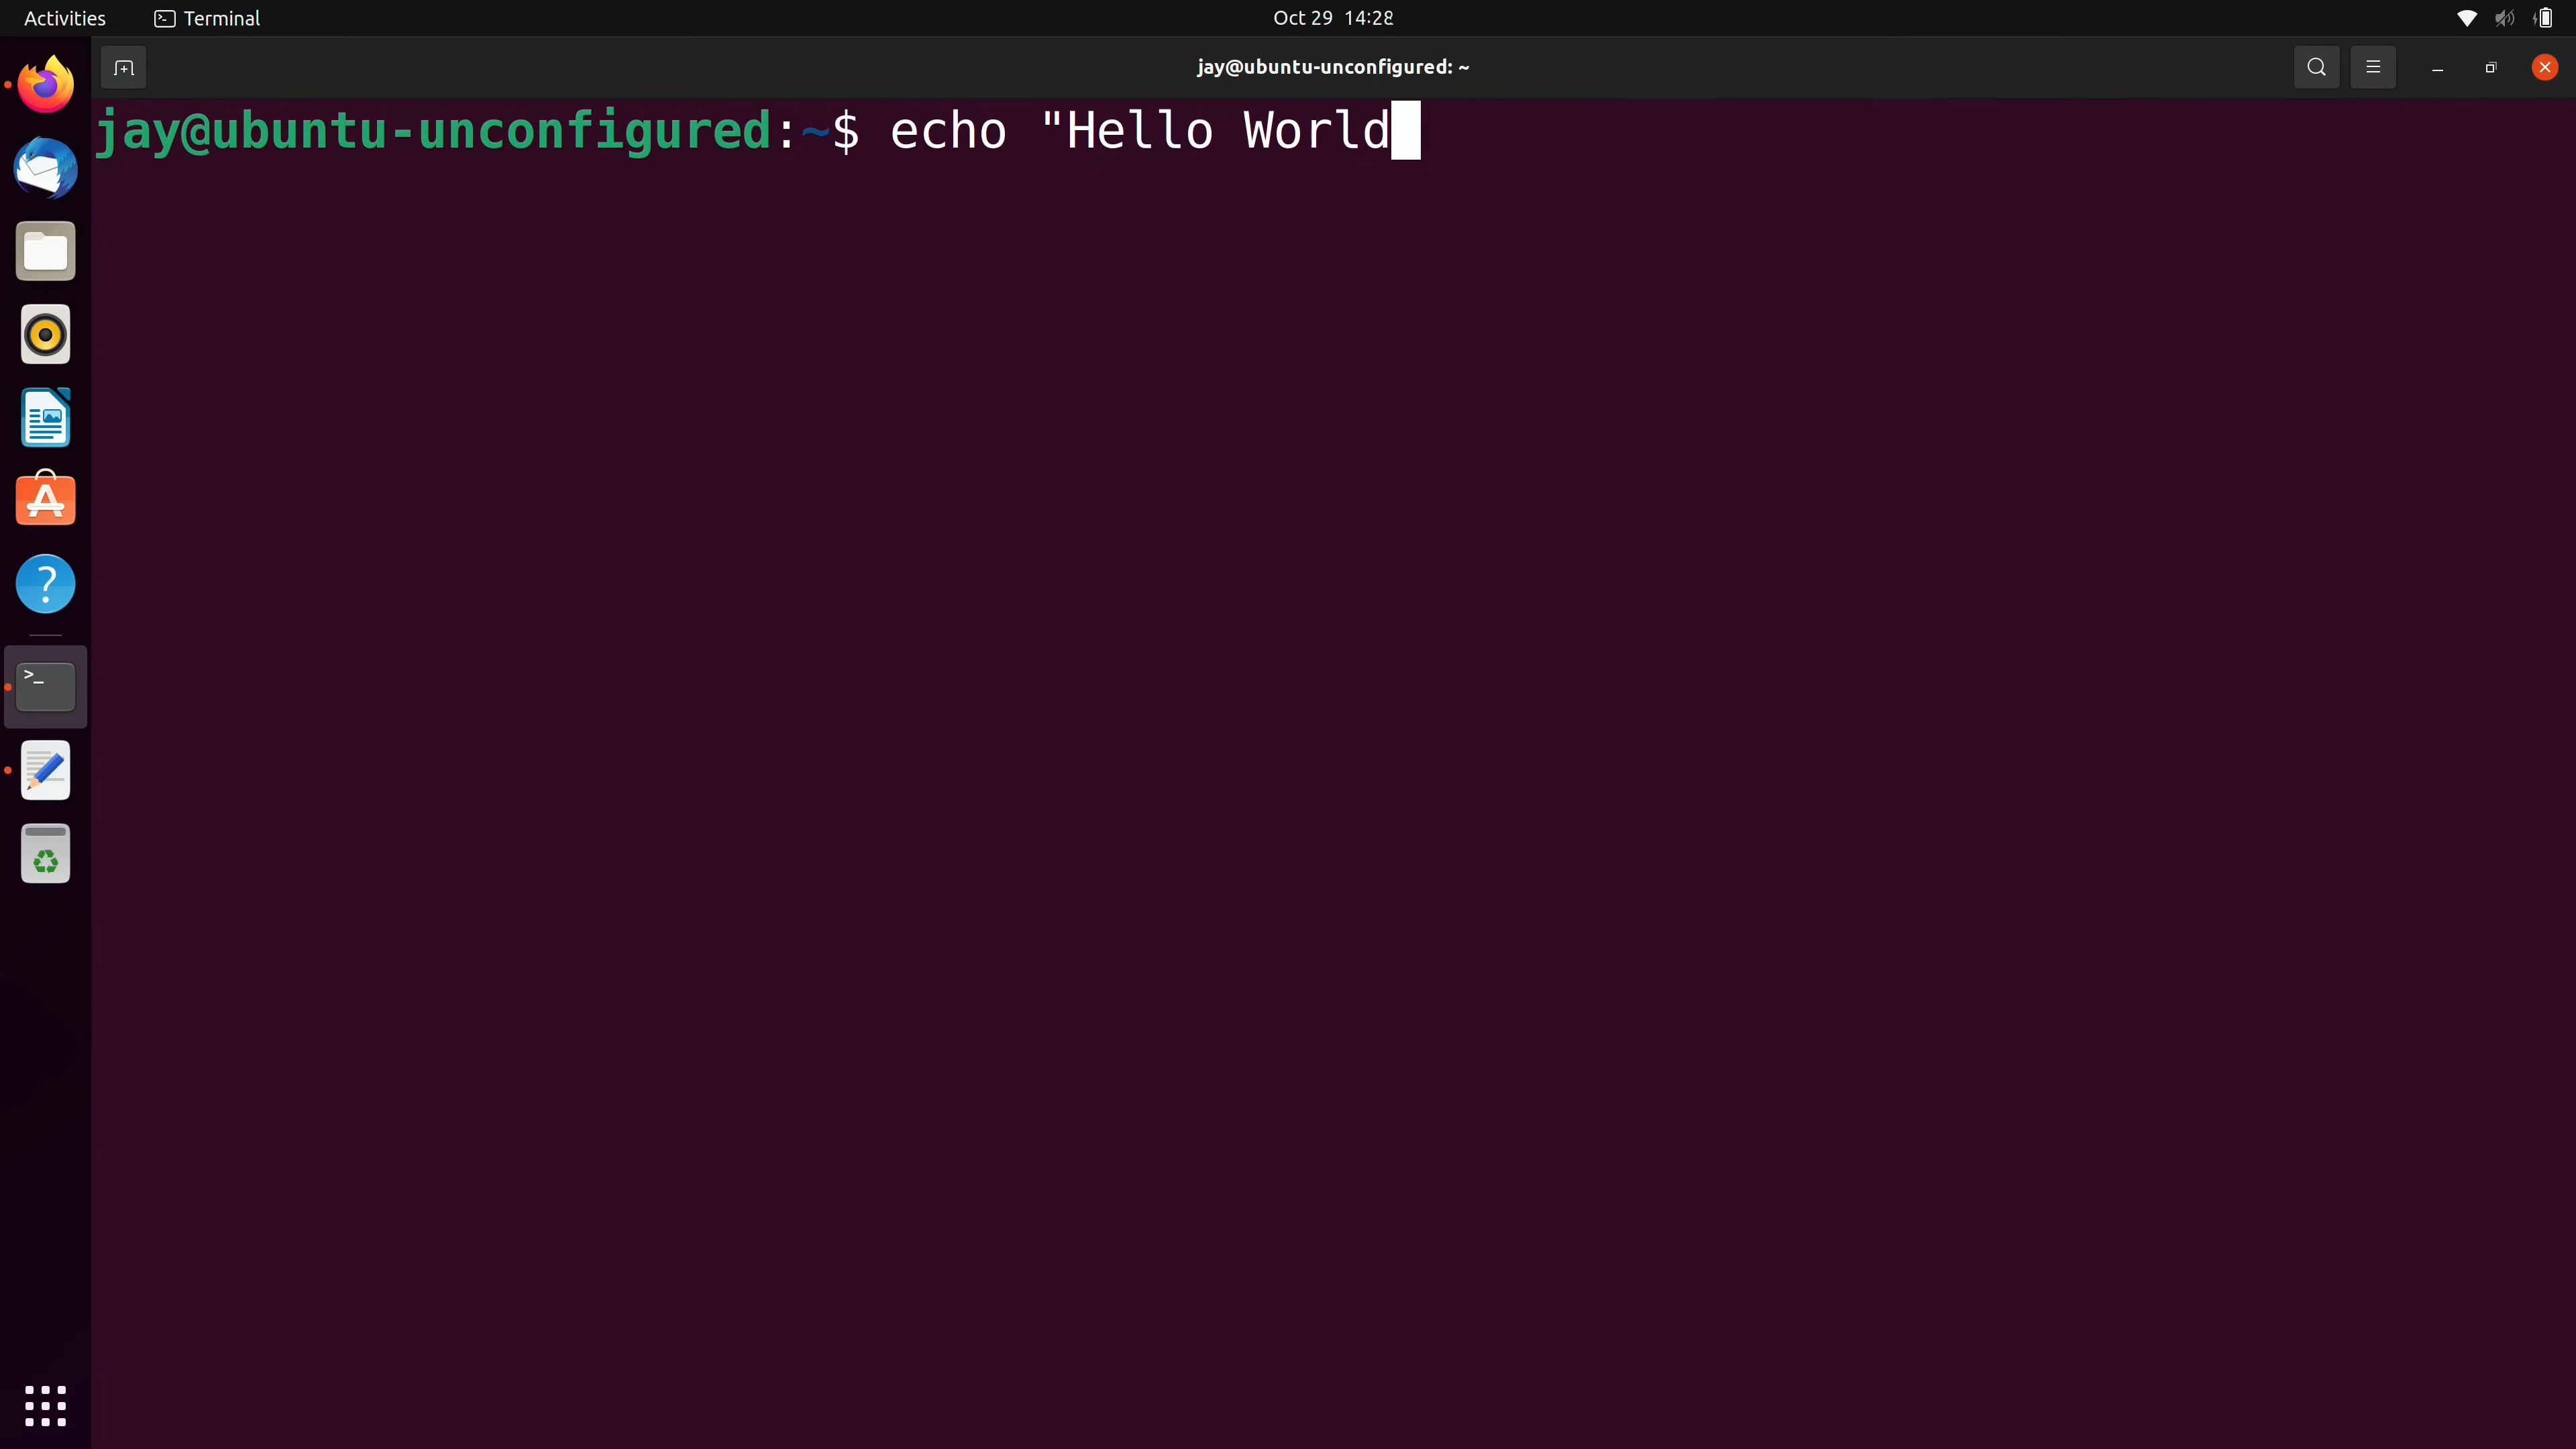 Activities Terminal Oct 29 14:28
jay@ubuntu-unconfigured: ~
jay@ubuntu-unconfigured:~$ echo "Hello World